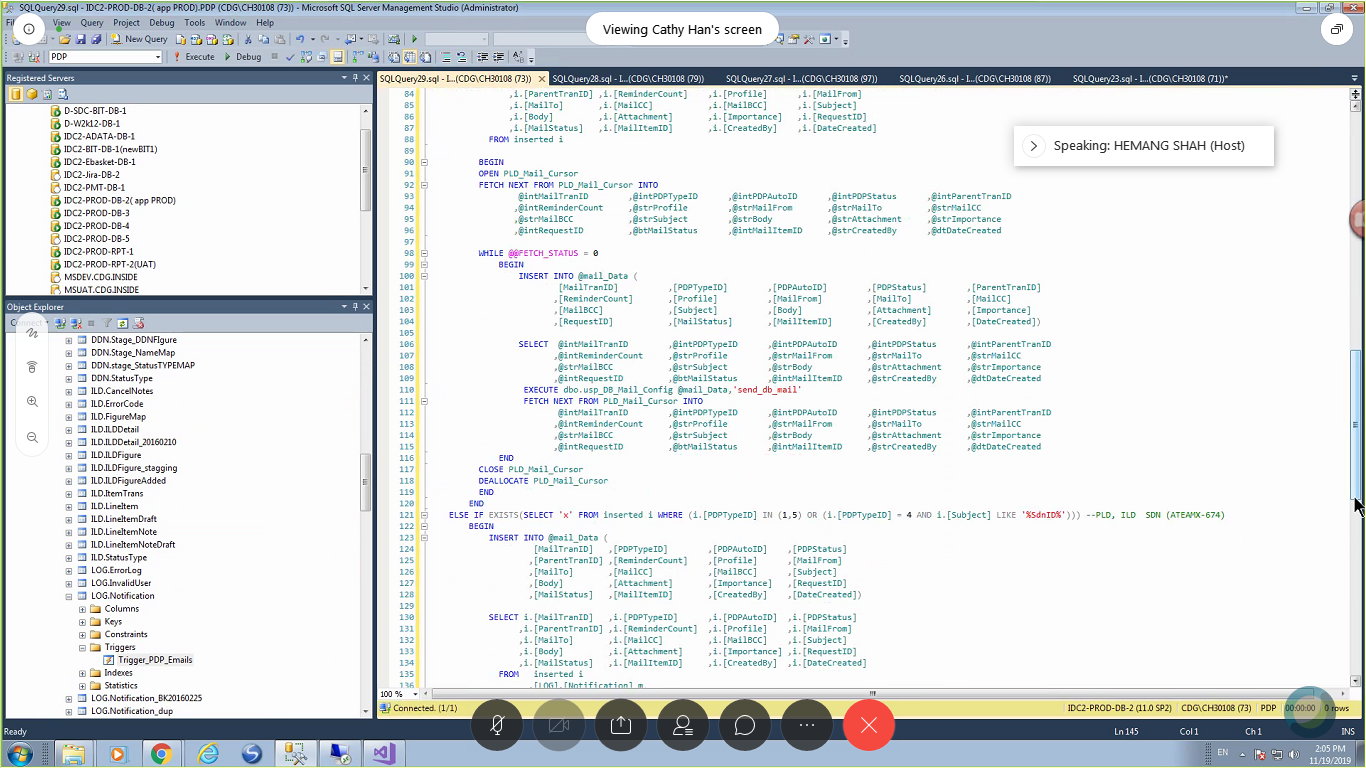 SQLQuery29.sql - IDC2-PROD-DB-2( app PROD).PDP (CDG\CH30108 (73)) - Microsoft SQL Server Management Studio (Administrator)
View Query Project Debug Tools Window Help
Viewing Cathy Han's screen
New Query
PDP
Execute Debug
Registered Servers
D-SDC-BIT-DB-1
D-W2k12-DB-1
IDC2-ADATA-DB-1
IDC2-BIT-DB-1(newBIT1)
IDC2-Ebasket-DB-1
IDC2-Jira-DB-2
IDC2-PMT-DB-1
IDC2-PROD-DB-2( app PROD)
IDC2-PROD-DB-3
IDC2-PROD-DB-4
IDC2-PROD-DB-5
IDC2-PROD-RPT-1
IDC2-PROD-RPT-2(UAT)
MSDEV.CDG.INSIDE
MSUAT.CDG.INSIDE
Object Explorer
DDN.Stage_DDNFIgure
DDN.Stage_NameMap
DDN.stage_StatusTYPEMAP
DDN.StatusType
ILD.CancelNotes
ILD.ErrorCode
ILD.FigureMap
ILD.ILDDetail
ILD.ILDDetail_20160210
ILD.ILDFigure
ILD.ILDFigure_stagging
ILD.ILDFigureAdded
ILD.ItemTrans
ILD.LineItem
ILD.LineItemDraft
ILD.LineItemNote
ILD.LineItemNoteDraft
ILD.StatusType
LOG.ErrorLog
LOG.InvalidUser
LOG.Notification
Columns
Keys
Constraints
Triggers
Trigger_PDP_Emails
Indexes
Statistics
LOG.Notification_BK20160225
LOG.Notification_dup
SQLQuery29.sql - I...(CDG\CH30108 (73)) SQLQuery28.sql - I...(CDG\CH30108 (79)) SQLQuery27.sql - I...(CDG\CH30108 (97)) SQLQuery26.sql - I...(CDG\CH30108 (87)) SQLQuery23.sql - I...(CDG\CH30108 (71))*
84 ,i.[ParentTranID] ,i.[ReminderCount] ,i.[Profile] ,i.[MailFrom]
85 ,i.[MailTo] ,i.[MailCC] ,i.[MailBCC] ,i.[Subject]
86 ,i.[Body] ,i.[Attachment] ,i.[Importance] ,i.[RequestID]
87 ,i.[MailStatus] ,i.[MailItemID] ,i.[CreatedBy] ,i.[DateCreated]
88 FROM inserted i
89
90 BEGIN
91 OPEN PLD_Mail_Cursor
92 FETCH NEXT FROM PLD_Mail_Cursor INTO
93 @intMailTranID ,@intPDPTypeID ,@intPDPAutoID ,@intPDPStatus ,@intParentTranID
94 ,@intReminderCount ,@strProfile ,@strMailFrom ,@strMailTo ,@strMailCC
95 ,@strMailBCC ,@strSubject ,@strBody ,@strAttachment ,@strImportance
96 ,@intRequestID ,@btMailStatus ,@intMailItemID ,@strCreatedBy ,@dtDateCreated
97
98 WHILE @@FETCH_STATUS = 0
99 BEGIN
100 INSERT INTO @mail_Data (
101 [MailTranID] ,[PDPTypeID] ,[PDPAutoID] ,[PDPStatus] ,[ParentTranID]
102 ,[ReminderCount] ,[Profile] ,[MailFrom] ,[MailTo] ,[MailCC]
103 ,[MailBCC] ,[Subject] ,[Body] ,[Attachment] ,[Importance]
104 ,[RequestID] ,[MailStatus] ,[MailItemID] ,[CreatedBy] ,[DateCreated])
105
106 SELECT @intMailTranID ,@intPDPTypeID ,@intPDPAutoID ,@intPDPStatus ,@intParentTranID
107 ,@intReminderCount ,@strProfile ,@strMailFrom ,@strMailTo ,@strMailCC
108 ,@strMailBCC ,@strSubject ,@strBody ,@strAttachment ,@strImportance
109 ,@intRequestID ,@btMailStatus ,@intMailItemID ,@strCreatedBy ,@dtDateCreated
110 EXECUTE dbo.usp_DB_Mail_Config @mail_Data,'send_db_mail'
111 FETCH NEXT FROM PLD_Mail_Cursor INTO
112 @intMailTranID ,@intPDPTypeID ,@intPDPAutoID ,@intPDPStatus ,@intParentTranID
113 ,@intReminderCount ,@strProfile ,@strMailFrom ,@strMailTo ,@strMailCC
114 ,@strMailBCC ,@strSubject ,@strBody ,@strAttachment ,@strImportance
115 ,@intRequestID ,@btMailStatus ,@intMailItemID ,@strCreatedBy ,@dtDateCreated
116 END
117 CLOSE PLD_Mail_Cursor
118 DEALLOCATE PLD_Mail_Cursor
119 END
120 END
121 ELSE IF EXISTS(SELECT 'x' FROM inserted i WHERE (i.[PDPTypeID] IN (1,5) OR (i.[PDPTypeID] = 4 AND i.[Subject] LIKE '%SdnID%'))) --PLD, ILD SDN (ATEAMX-674)
122 BEGIN
123 INSERT INTO @mail_Data (
124 [MailTranID] ,[PDPTypeID] ,[PDPAutoID] ,[PDPStatus]
125 ,[ParentTranID] ,[ReminderCount] ,[Profile] ,[MailFrom]
126 ,[MailTo] ,[MailCC] ,[MailBCC] ,[Subject]
127 ,[Body] ,[Attachment] ,[Importance] ,[RequestID]
128 ,[MailStatus] ,[MailItemID] ,[CreatedBy] ,[DateCreated])
129
130 SELECT i.[MailTranID] ,i.[PDPTypeID] ,i.[PDPAutoID] ,i.[PDPStatus]
131 ,i.[ParentTranID] ,i.[ReminderCount] ,i.[Profile] ,i.[MailFrom]
132 ,i.[MailTo] ,i.[MailCC] ,i.[MailBCC] ,i.[Subject]
133 ,i.[Body] ,i.[Attachment] ,i.[Importance] ,i.[RequestID]
134 ,i.[MailStatus] ,i.[MailItemID] ,i.[CreatedBy] ,i.[DateCreated]
135 FROM inserted i
136 ,[LOG].[Notification] m
Speaking: HEMANG SHAH (Host)
100 %
Connected. (1/1) IDC2-PROD-DB-2 (11.0 SP2) CDG\CH30108 (73) PDP 00:00:00 0 rows
Ready Ln 145 Col 1 Ch 1 INS
EN 2:05 PM
11/19/2019